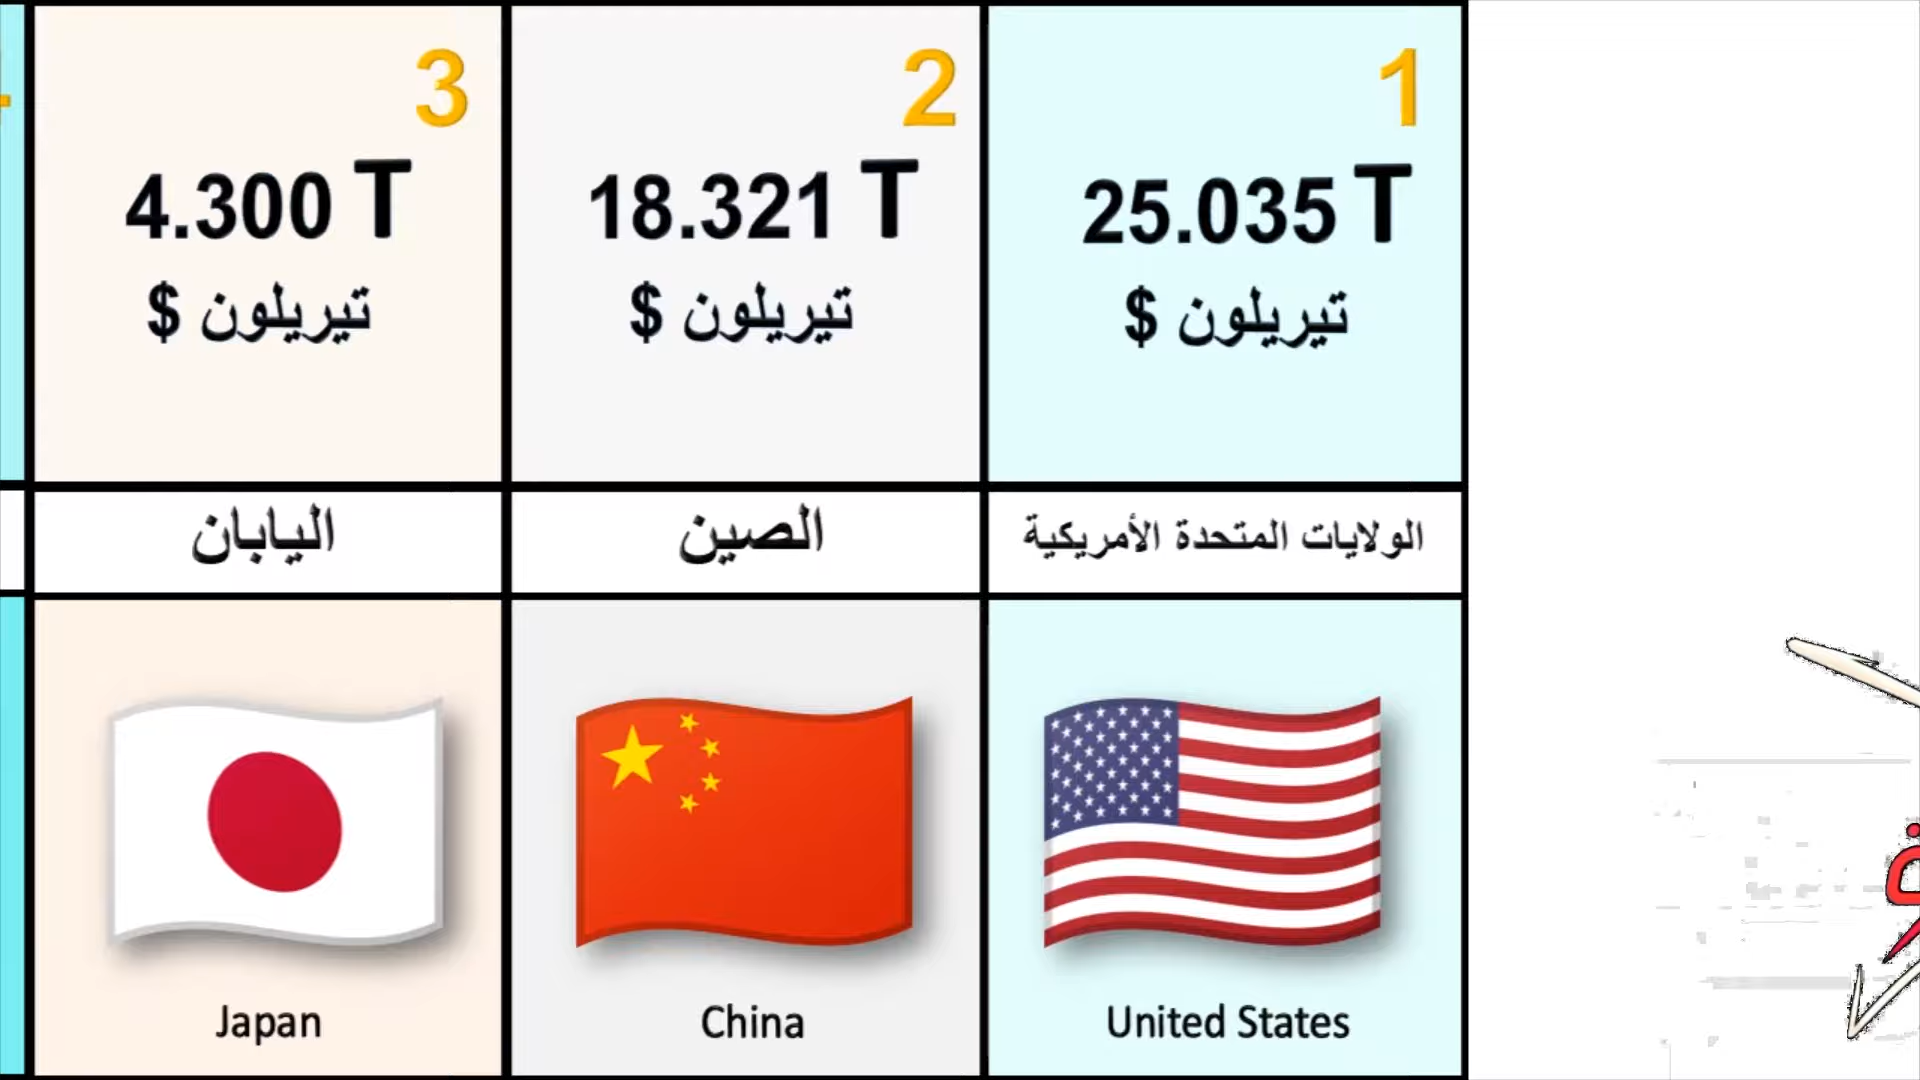 1
25.035 T
تيريلون $
الولايات المتحدة الأمريكية
United States
2
18.321 T
تيريلون $
الصين
China
3
4.300 T
تيريلون $
اليابان
Japan